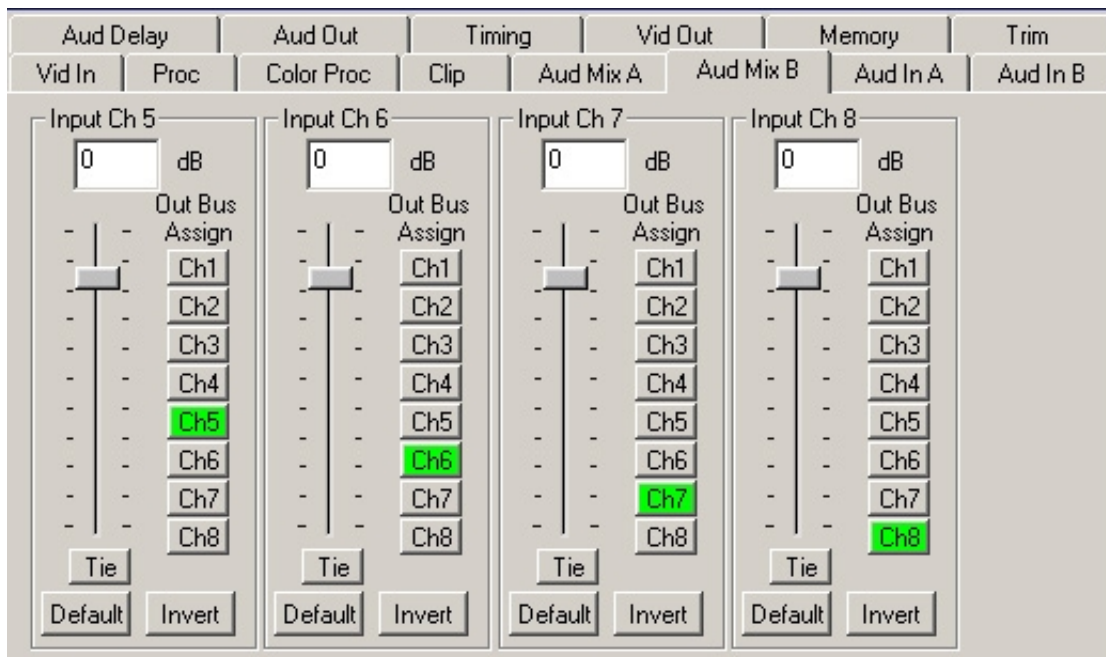 Aud Delay Aud Out Timing Vid Out Memory Trim
Vid In Proc Color Proc Clip Aud Mix A Aud Mix B Aud In A Aud In B
Input Ch 5
0 dB
Out Bus
Assign
Ch1
Ch2
Ch3
Ch4
Ch5
Ch6
Ch7
Ch8
Tie
Default Invert
Input Ch 6
0 dB
Out Bus
Assign
Ch1
Ch2
Ch3
Ch4
Ch5
Ch6
Ch7
Ch8
Tie
Default Invert
Input Ch 7
0 dB
Out Bus
Assign
Ch1
Ch2
Ch3
Ch4
Ch5
Ch6
Ch7
Ch8
Tie
Default Invert
Input Ch 8
0 dB
Out Bus
Assign
Ch1
Ch2
Ch3
Ch4
Ch5
Ch6
Ch7
Ch8
Tie
Default Invert